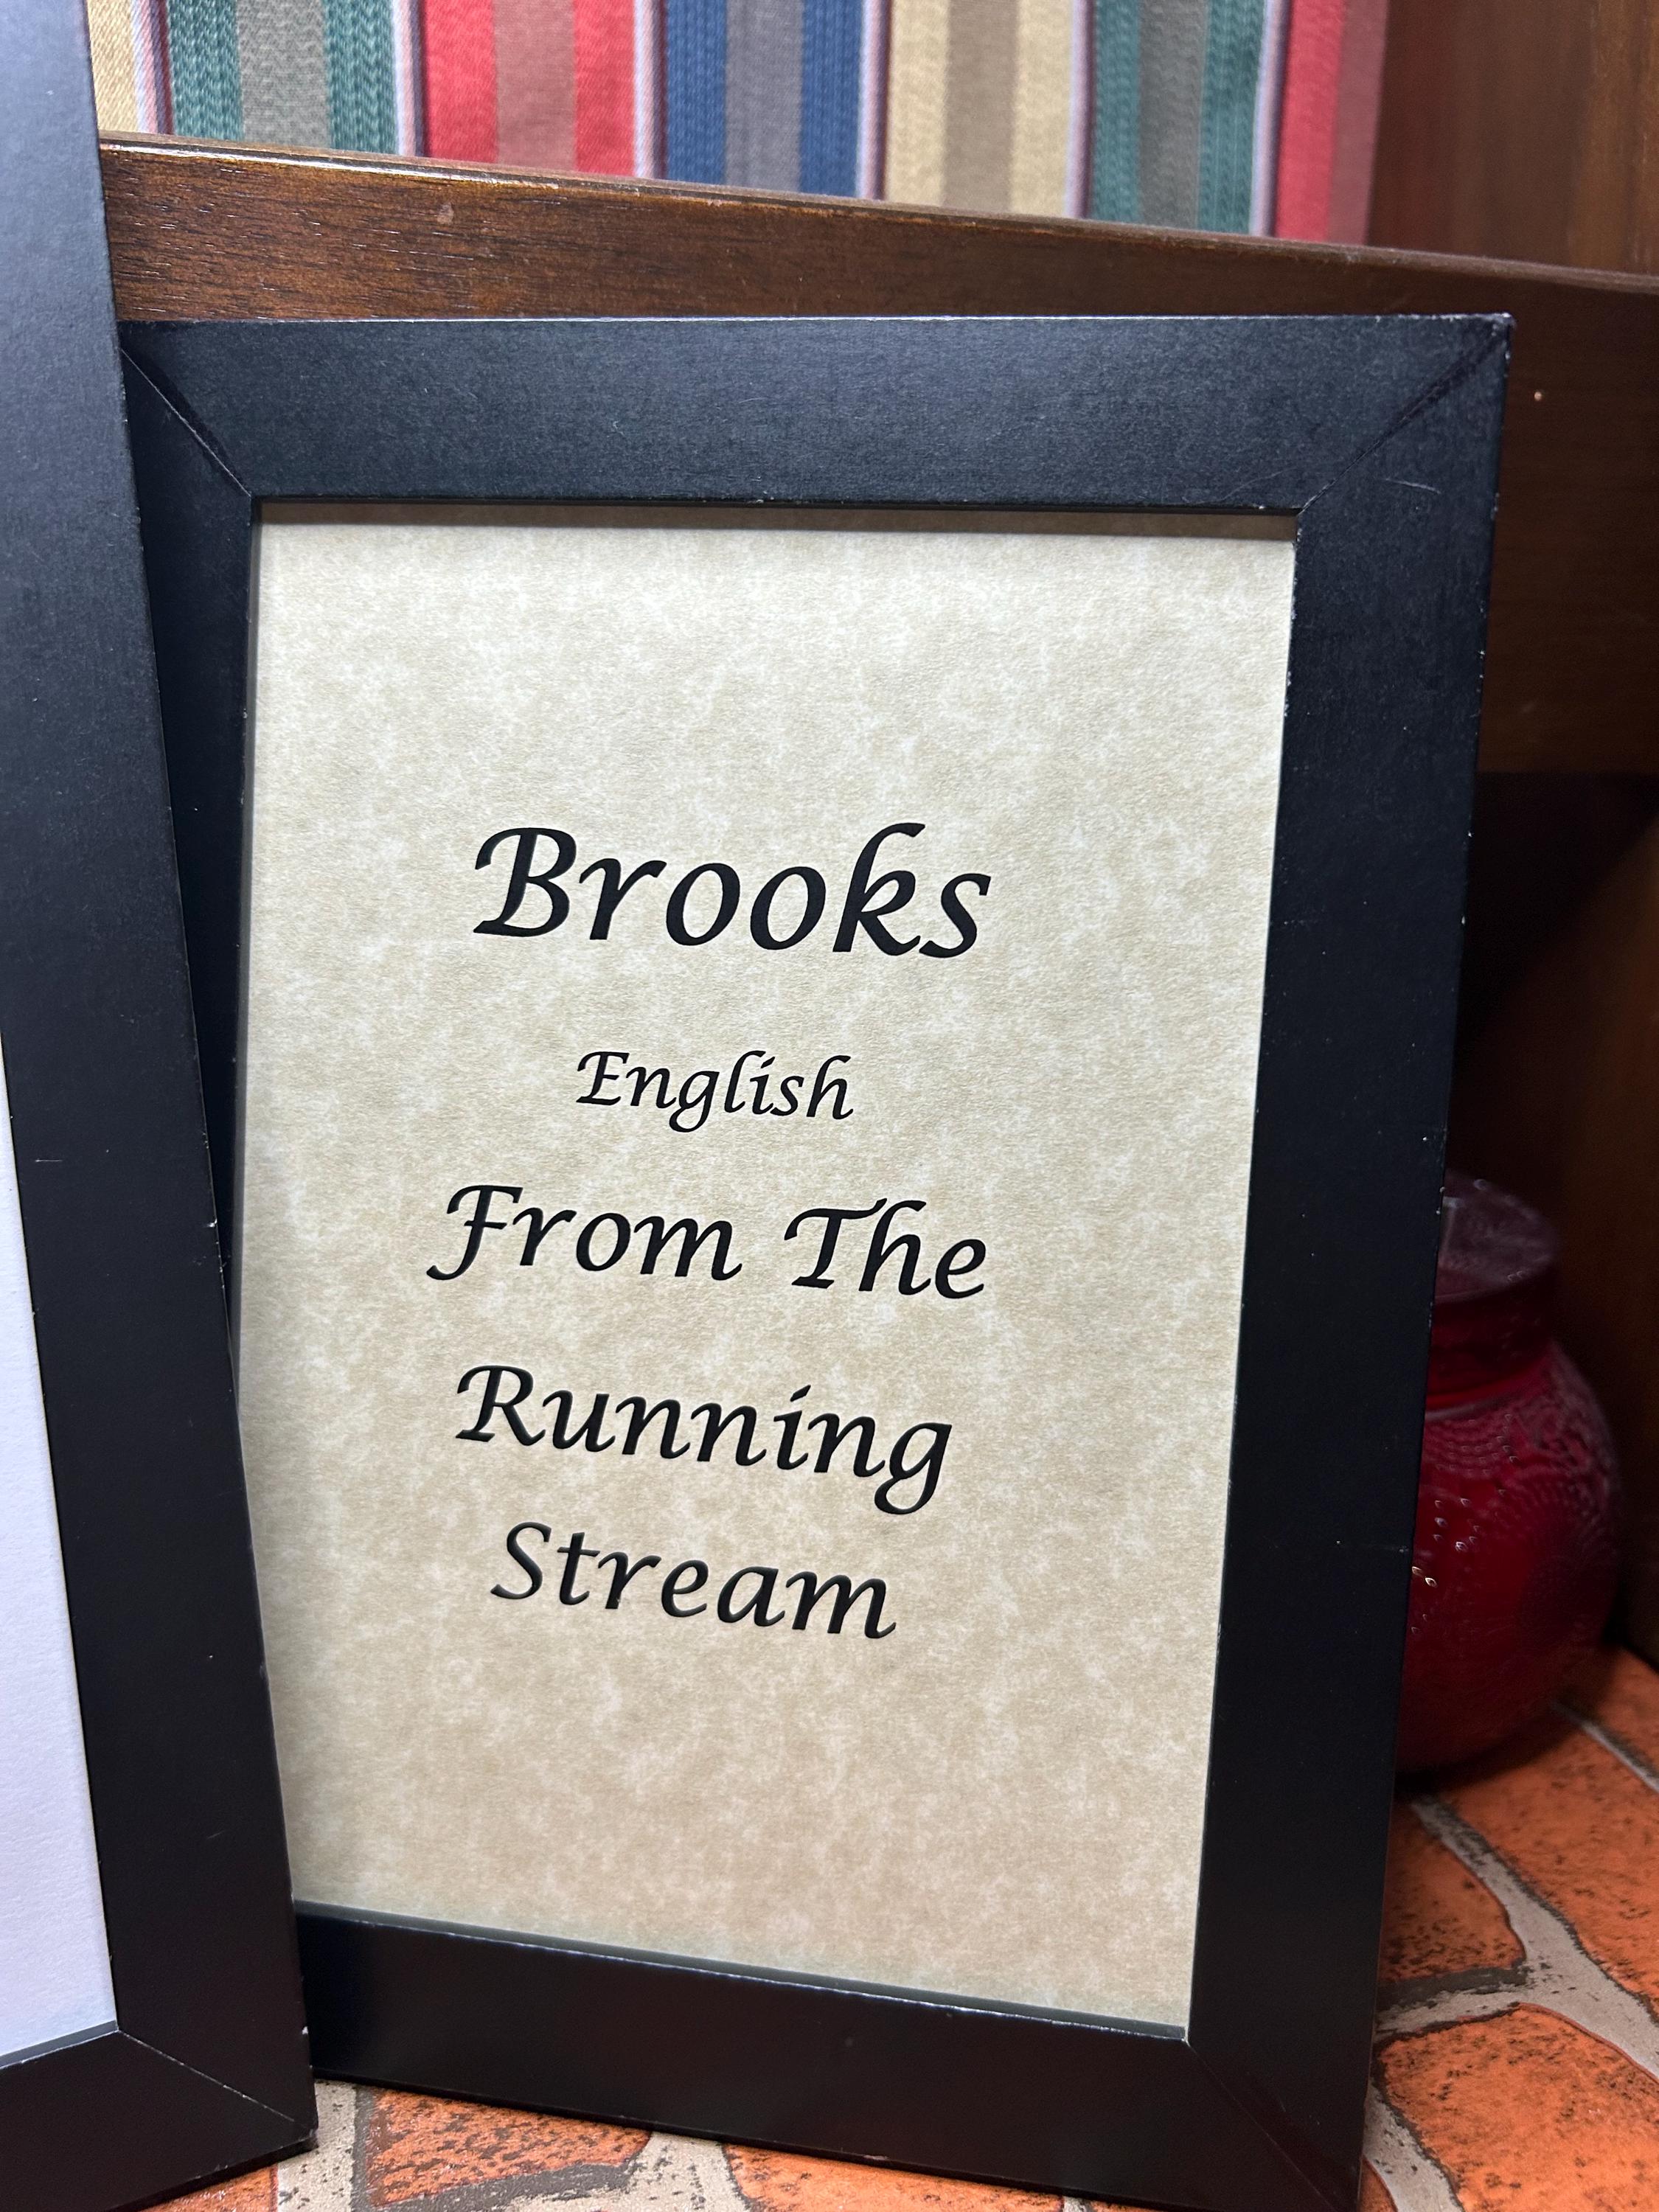 Brooks
English
From The
Running
Stream